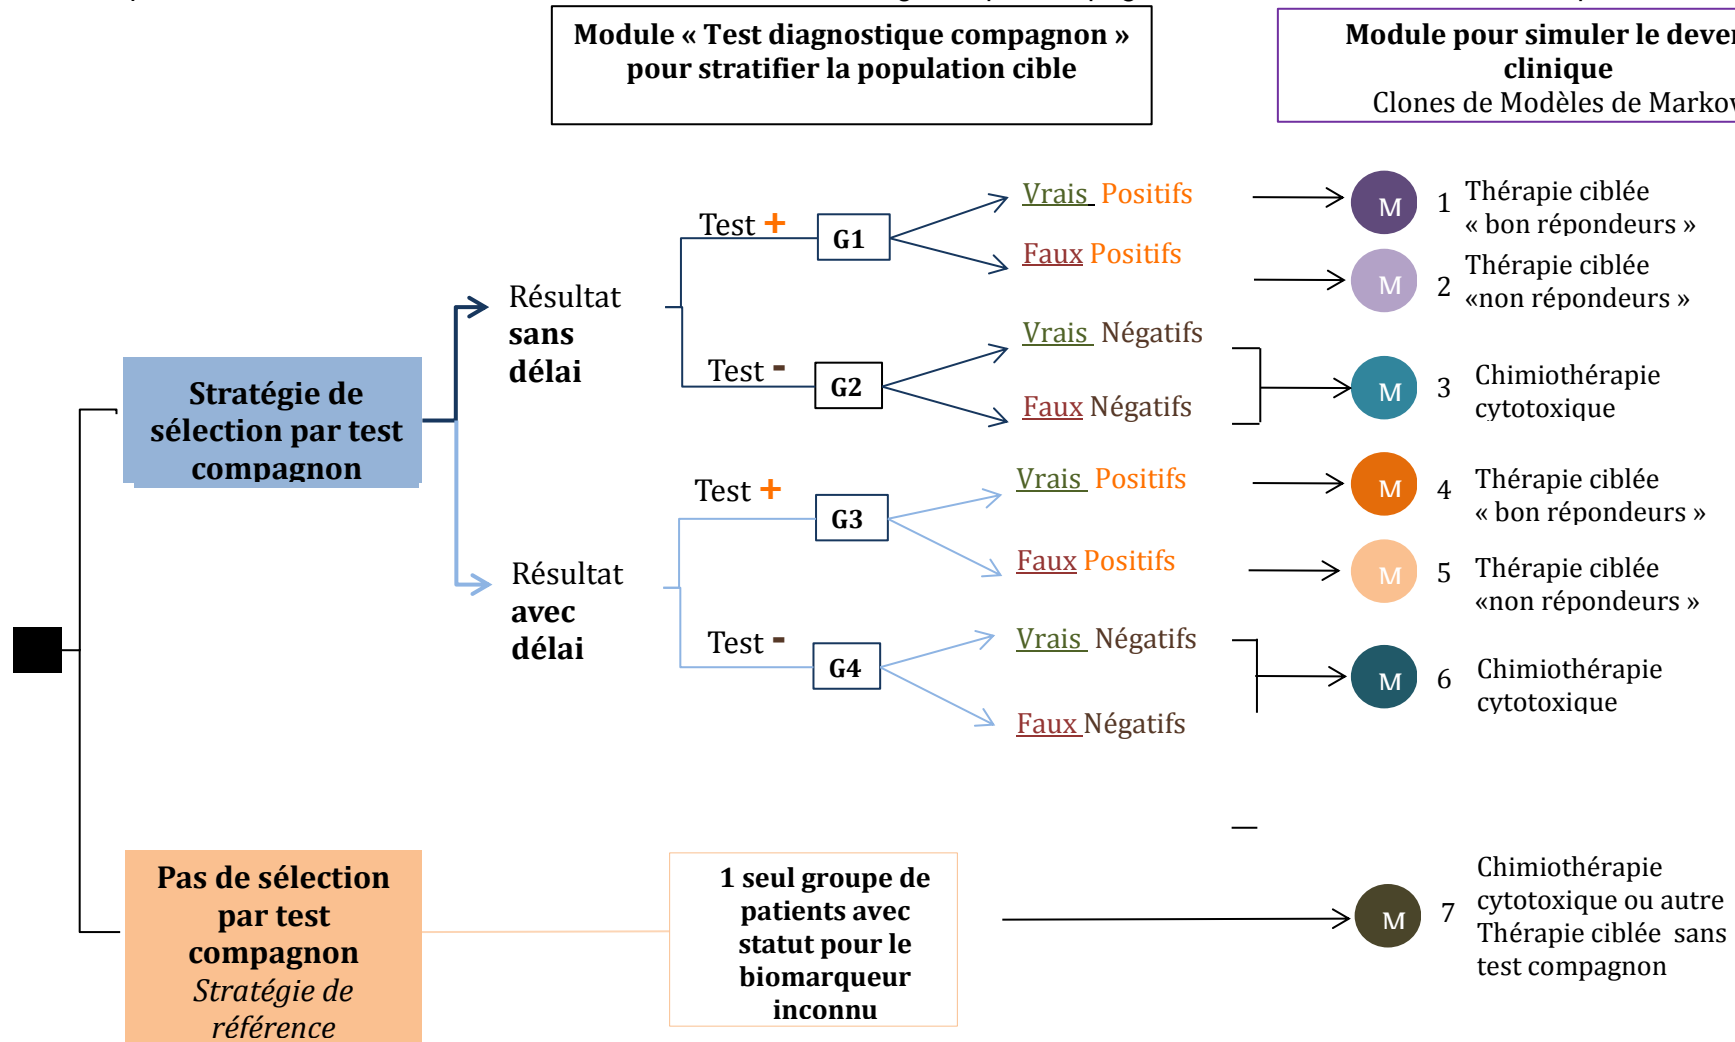 Module « Test diagnostique compagnon »
pour stratifier la population cible
Module pour simuler le
clinique
Clones de Modèles de
Vrais Positifs
Test +
G1
Faux Positifs
M 1 Thérapie ciblée
« bon répondeurs »
M 2 Thérapie ciblée
«non répondeurs »
Résultat
sans
délai
Vrais Négatifs
Test -
G2
Faux Négatifs
M 3 Chimiothérapie
cytotoxique
Stratégie de
sélection par test
compagnon
Vrais Positifs
Test +
G3
Faux Positifs
M 4 Thérapie ciblée
« bon répondeurs »
M 5 Thérapie ciblée
«non répondeurs »
Résultat
avec
délai
Vrais Négatifs
Test -
G4
Faux Négatifs
M 6 Chimiothérapie
cytotoxique
Pas de sélection
par test
compagnon
Stratégie de
référence
1 seul groupe de
patients avec
statut pour le
biomarqueur
inconnu
M 7 Chimiothérapie
cytotoxique ou autre
Thérapie ciblée sans
test compagnon